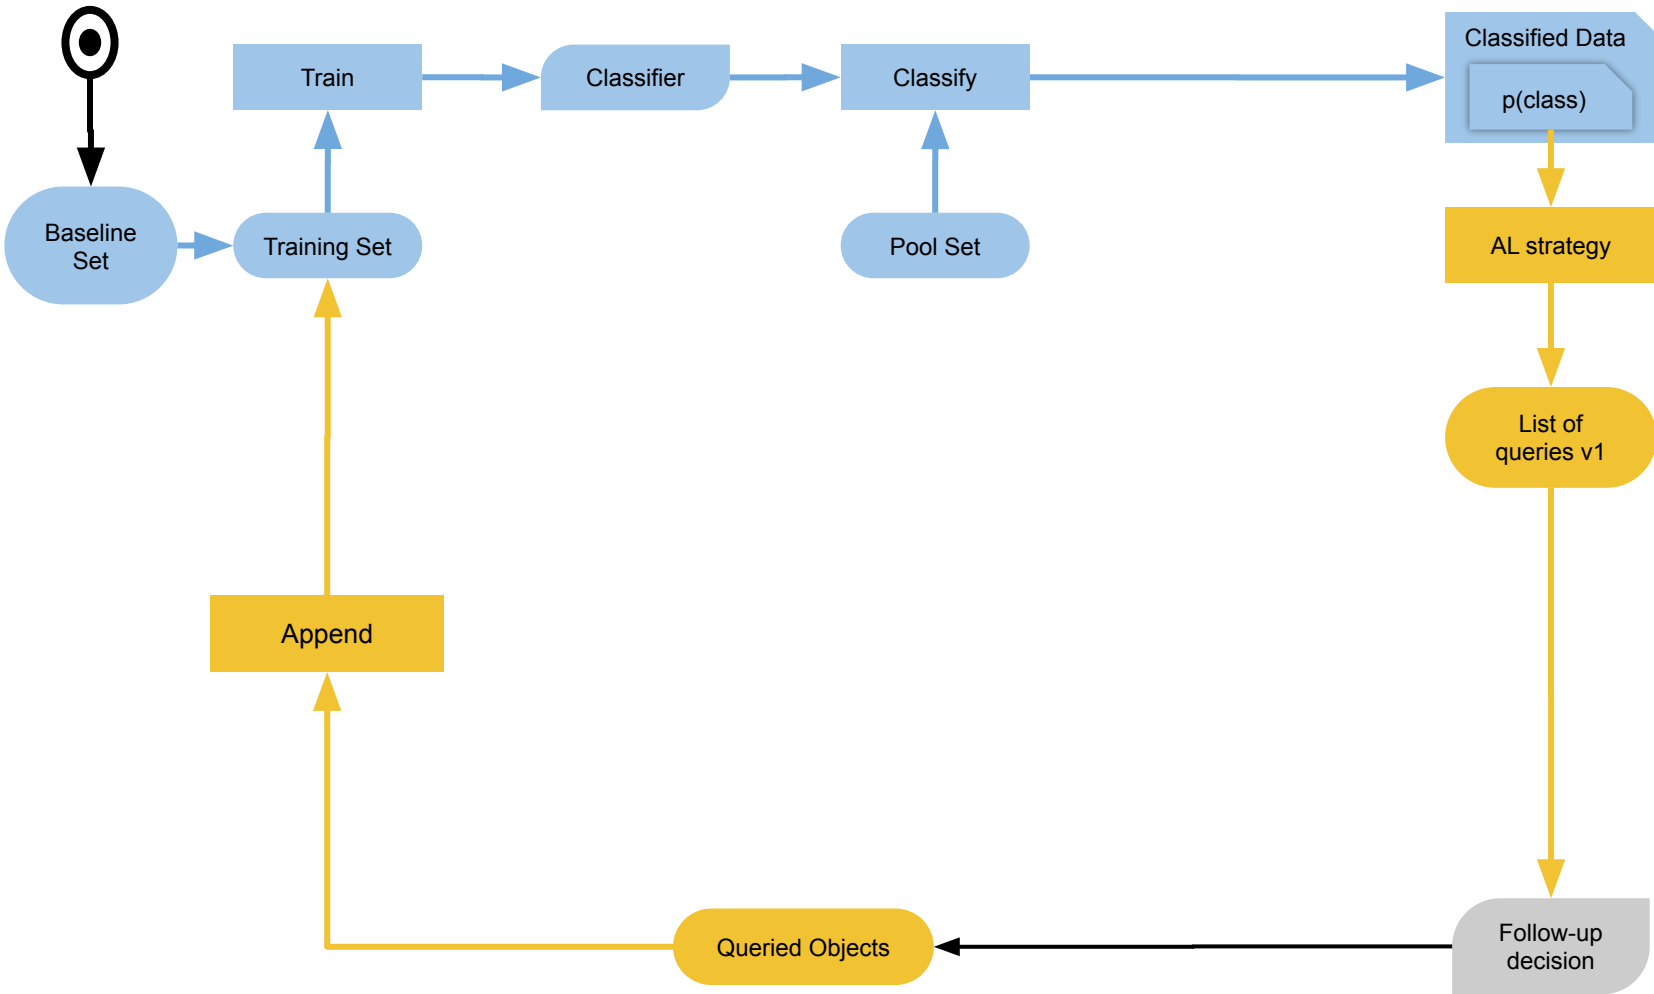 Train
Classifier
Classify
Classified Data
p(class)
Baseline
Set
Training Set
Pool Set
AL strategy
List of
queries v1
Append
Queried Objects
Follow-up
decision